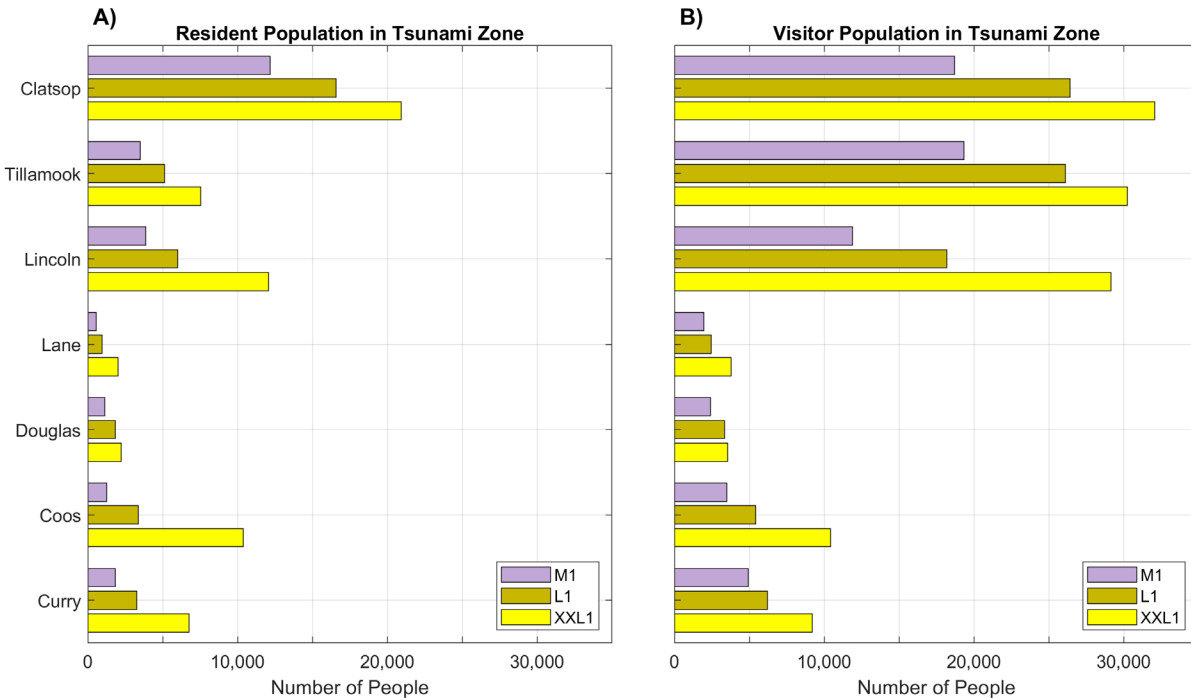 A)
Resident Population in Tsunami Zone
Clatsop
Tillamook
Lincoln
Lane
Douglas
Coos
Curry
M1
L1
XXL1
0 10,000 20,000 30,000
Number of People
B)
Visitor Population in Tsunami Zone
M1
L1
XXL1
0 10,000 20,000 30,000
Number of People